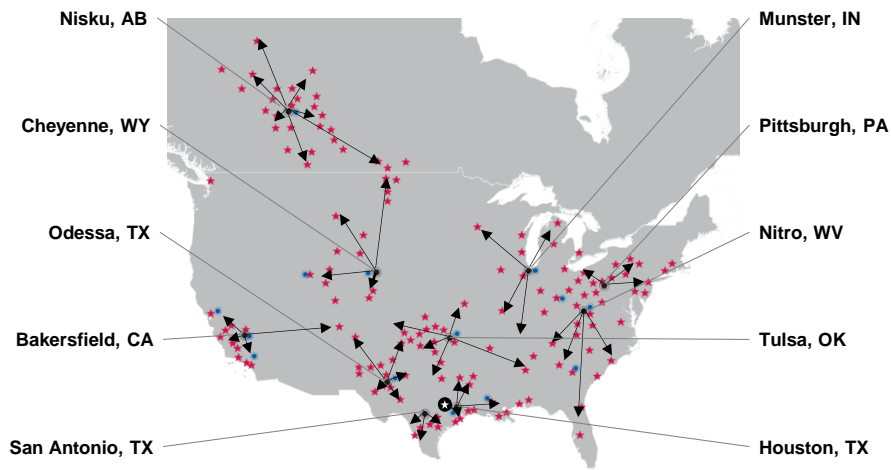 Nisku, AB
Munster, IN
Cheyenne, WY
Pittsburgh, PA
Odessa, TX
Nitro, WV
Bakersfield, CA
Tulsa, OK
San Antonio, TX
Houston, TX